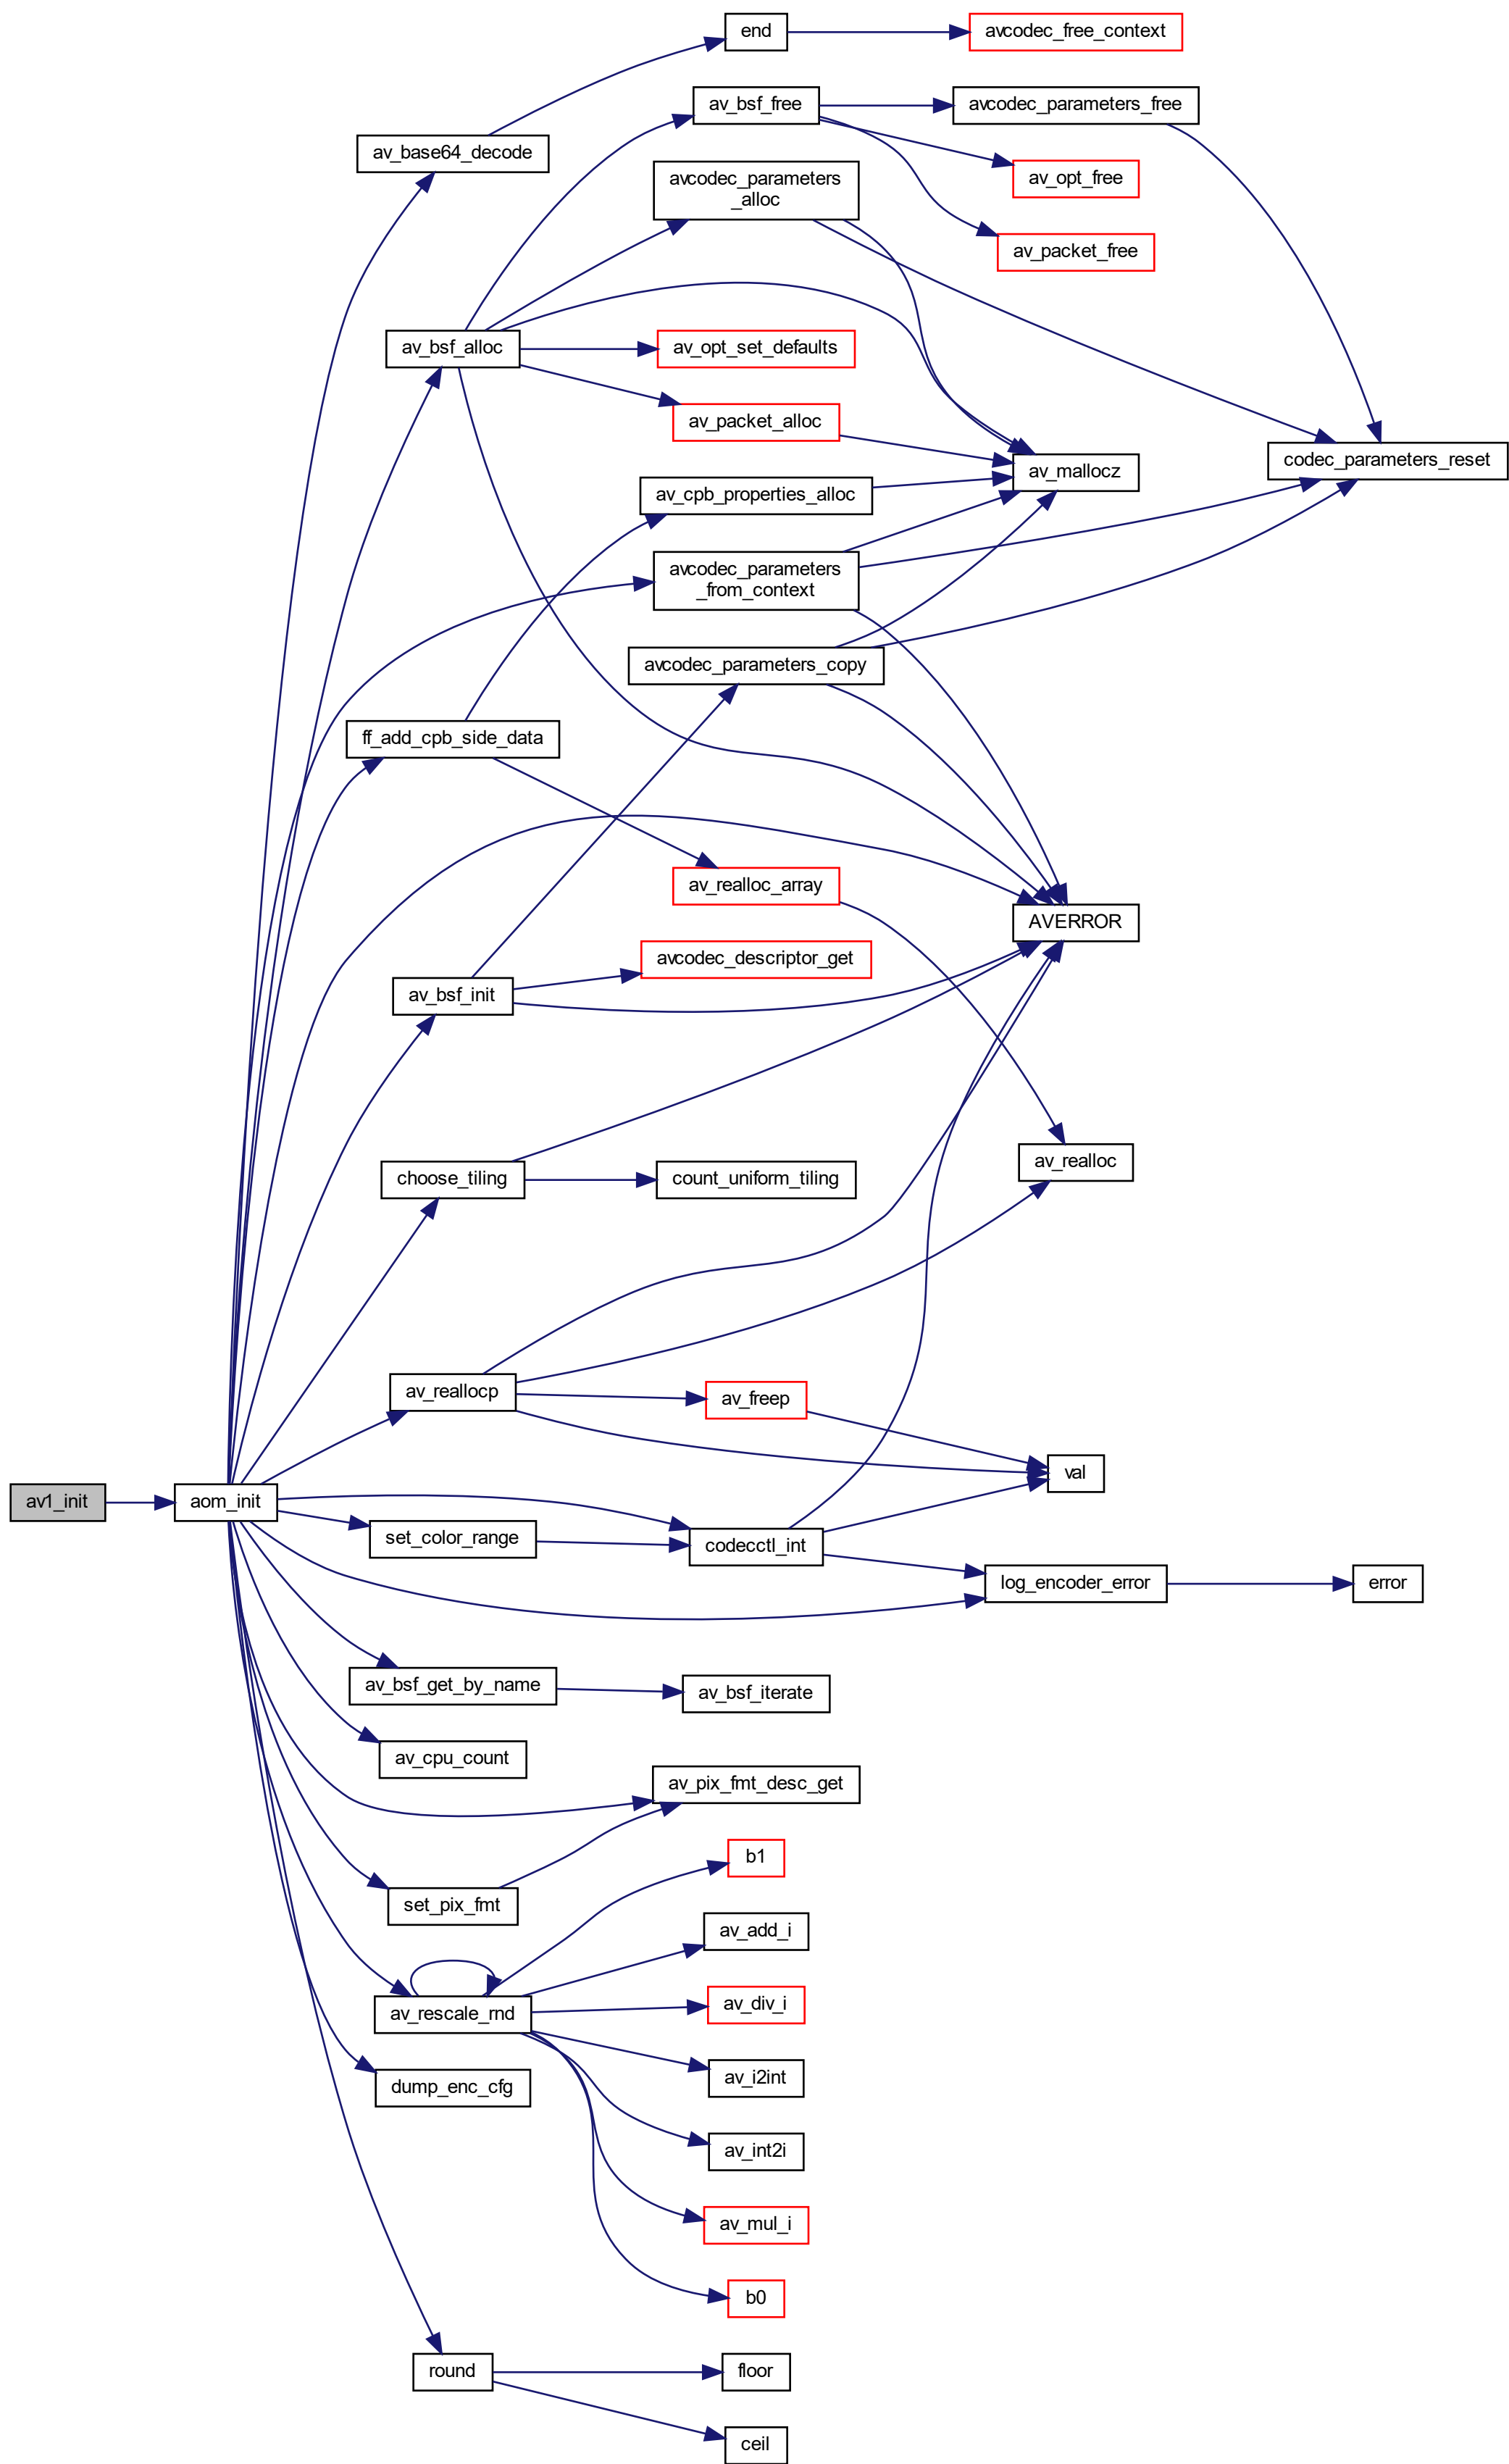 end
avcodec_free_context
av_bsf_free
avcodec_parameters_free
av_base64_decode
avcodec_parameters
_alloc
av_opt_free
av_packet_free
av_bsf_alloc
av_opt_set_defaults
av_packet_alloc
av_mallocz
codec_parameters_reset
av_cpb_properties_alloc
avcodec_parameters
_from_context
avcodec_parameters_copy
ff_add_cpb_side_data
av_realloc_array
AVERROR
avcodec_descriptor_get
av_bsf_init
av_realloc
choose_tiling
count_uniform_tiling
av_reallocp
av_freep
val
av1_init
aom_init
set_color_range
codecctl_int
log_encoder_error
error
av_bsf_get_by_name
av_bsf_iterate
av_cpu_count
av_pix_fmt_desc_get
b1
set_pix_fmt
av_add_i
av_rescale_rnd
av_div_i
dump_enc_cfg
av_i2int
av_int2i
av_mul_i
b0
round
floor
ceil